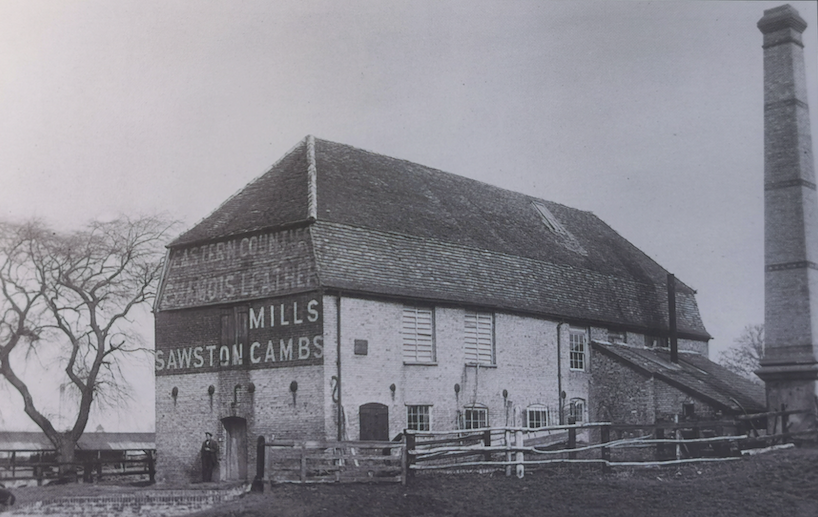 EASTERN COUNTIES
CHAMOIS LEATHER
MILLS
SAWSTON CAMBS